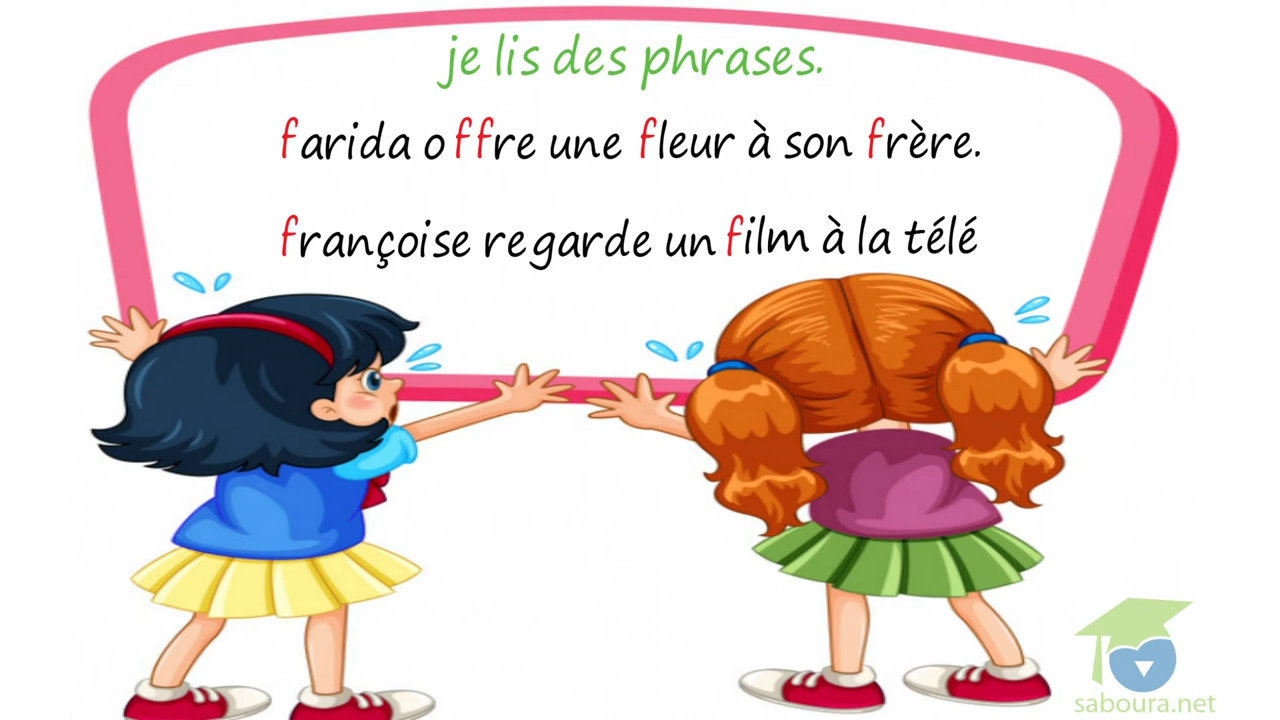 je lis des phrases.
farida offre une fleur à son frère.
françoise regarde un film à la télé
saboura.net